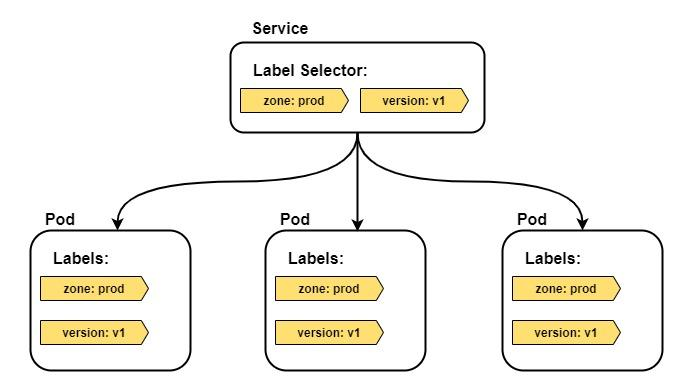 Service
Label Selector:
zone: prod version: v1
Pod Pod Pod
Labels: Labels: Labels:
zone: prod zone: prod zone: prod
version: v1 version: v1 version: v1